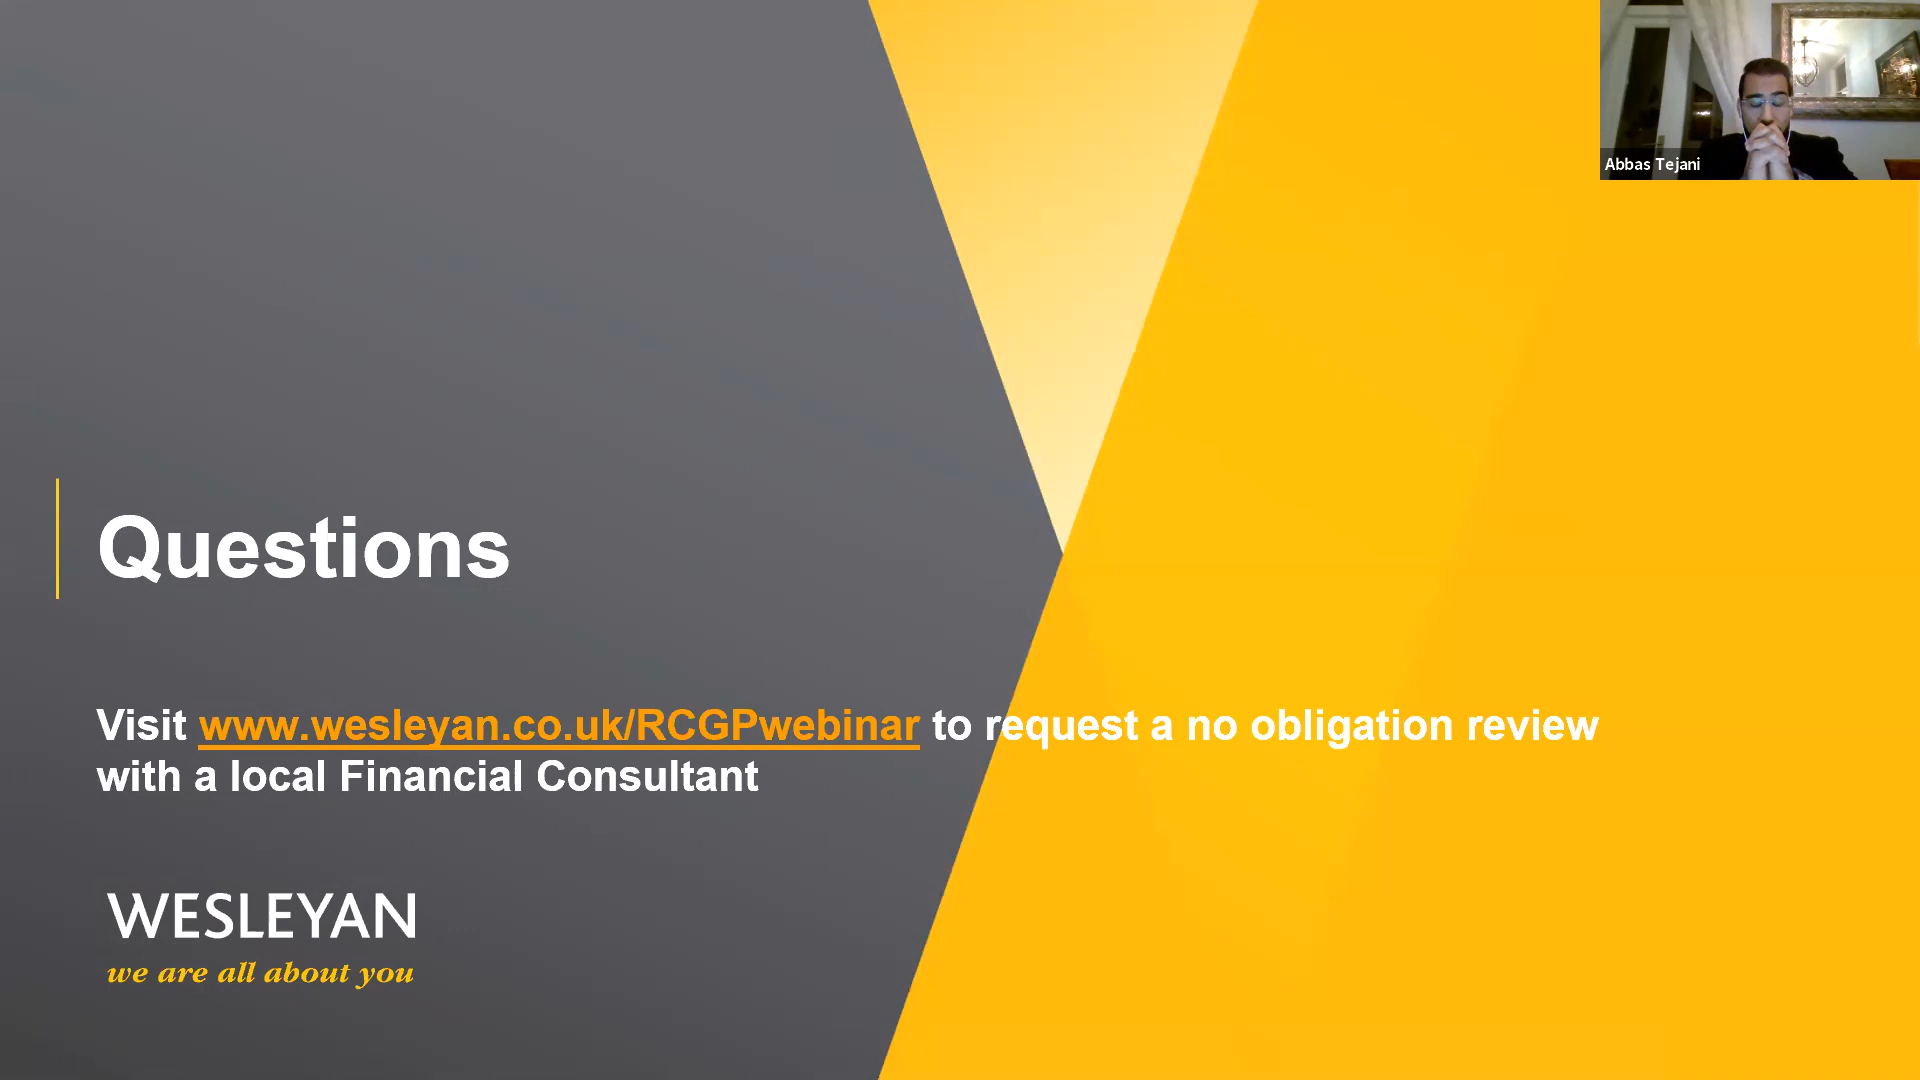 Abbas Tejani
Questions
Visit www.wesleyan.co.uk/RCGPwebinar to request a no obligation review
with a local Financial Consultant
WESLEYAN
we are all about you